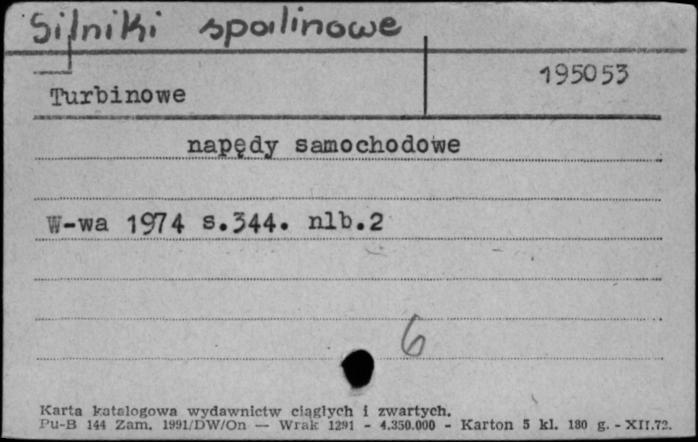 Silniki spalinowe
195053
Turbinowe
napędy samochodowe
W-wa 1974 s.344. nlb.2
6
Karta katalogowa wydawnictw ciągłych i zwartych.
Pu-B 144 Zam. 1991/DW/On — Wrak 1291 - 4.350.000 - Karton 5 kl. 180 g. - XII.72.